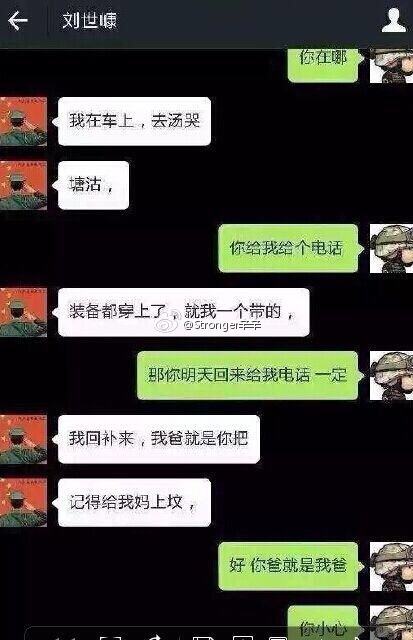 刘世嵻
你在哪
我在车上，去汤哭
塘沽，
你给我给个电话
装备都穿上了，就我一个带的，
@Stronger芊芊
那你明天回来给我电话 一定
我回补来，我爸就是你把
记得给我妈上坟，
好 你爸就是我爸
你小心